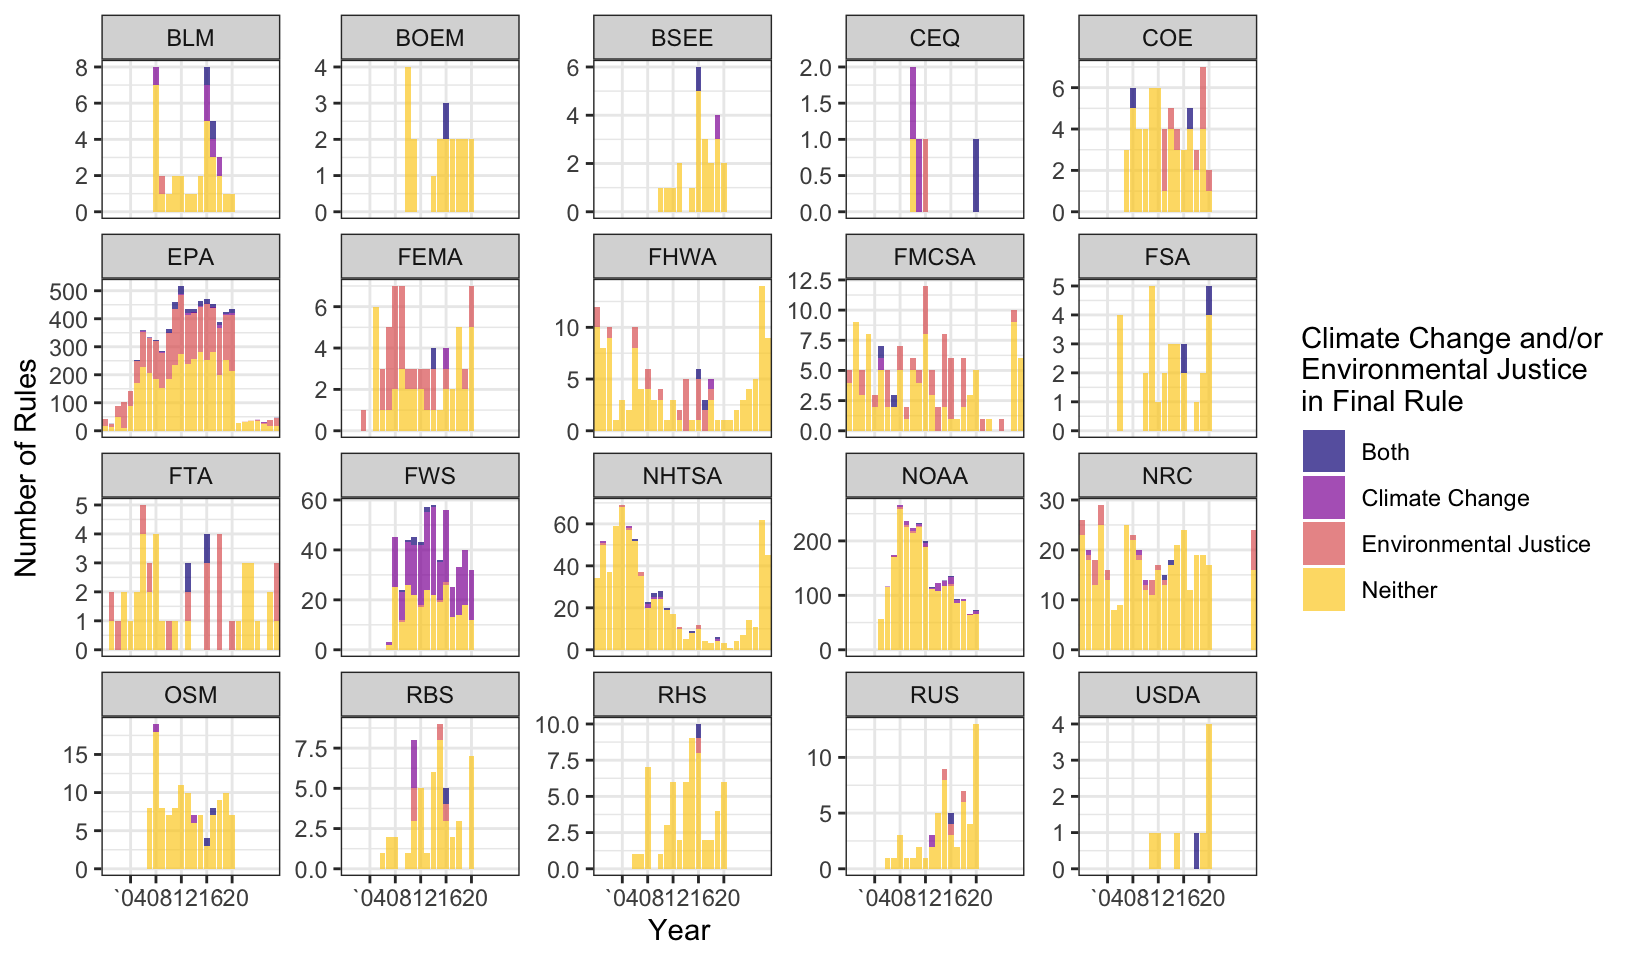 BLM BOEM BSEE CEQ COE
8 6 4 2 0
4 3 2 1 0
6 4 2 0
2.0 1.5 1.0 0.5 0.0
6 4 2 0
EPA FEMA FHWA FMCSA FSA
500 400 300 200 100 0
6 4 2 0
10 5 0
12.5 10.0 7.5 5.0 2.5 0.0
5 4 3 2 1 0
FTA FWS NHTSA NOAA NRC
5 4 3 2 1 0
60 40 20 0
60 40 20 0
200 100 0
30 20 10 0
OSM RBS RHS RUS USDA
15 10 5 0
7.5 5.0 2.5 0.0
10.0 7.5 5.0 2.5 0.0
10 5 0
4 3 2 1 0
`0408121620 `0408121620 `0408121620 `0408121620 `0408121620
Year
Number of Rules
Climate Change and/or
Environmental Justice
in Final Rule
Both
Climate Change
Environmental Justice
Neither